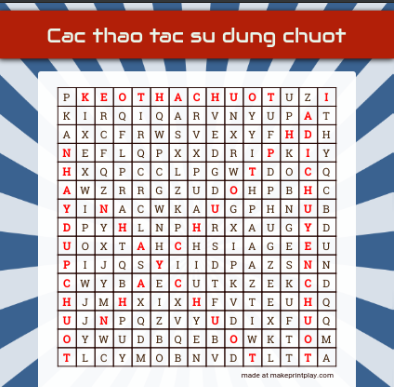 Cac thao tac su dung chuot
P K E O T H A C H U O T U Z I
K I R Q I Q A R V N Y U P A T
A X C F R W S V E X Y F H D H
N E F L Q P X X D R I P K I Y
H X Q P C C L P G W T D O C Q
A W Z R R G Z U D O H P B H C
Y I N A C W K A U G P H N U B
D P Y H L N P H R X A U G Y D
U O X T A H C H S I A G E E U
P I J Q S Y I I D P A Z S N N
C W Y B A E C U T K Z K E C D
H J M H X I X H F V T E U H Q
U J N P Q Z V Y U D I X F U Q
O Y W U D B Q E B O W K T O M
T L C Y M O B N V D T L T T A
made at makeprintplay.com